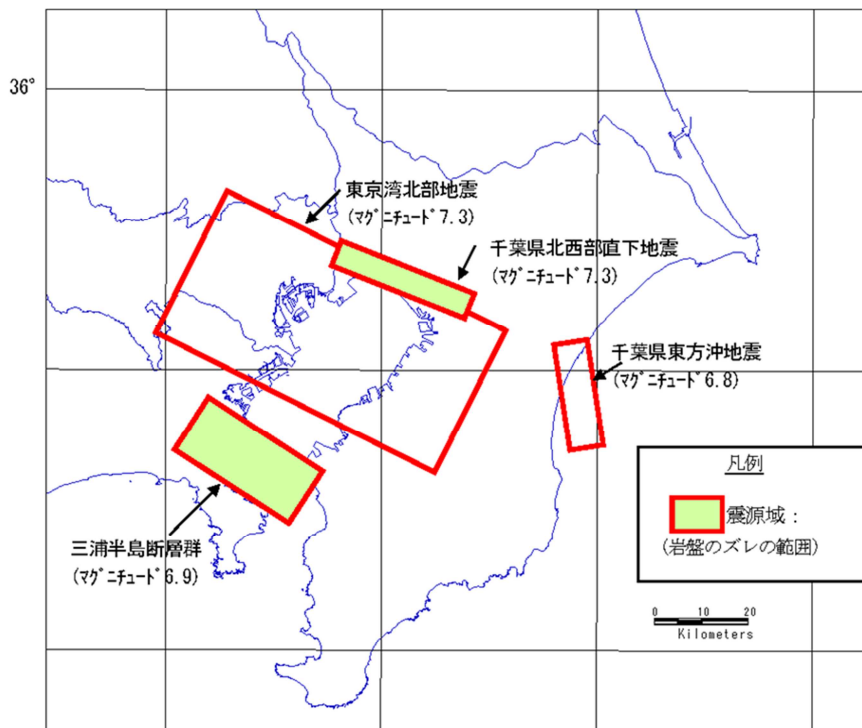 36°
東京湾北部地震
(ﾏｸﾞﾆﾁｭｰﾄﾞ7.3)
千葉県北西部直下地震
(ﾏｸﾞﾆﾁｭｰﾄﾞ7.3)
千葉県東方沖地震
(ﾏｸﾞﾆﾁｭｰﾄﾞ6.8)
三浦半島断層群
(ﾏｸﾞﾆﾁｭｰﾄﾞ6.9)
凡例
震源域：
(岩盤のズレの範囲)
0 10 20
Kilometers